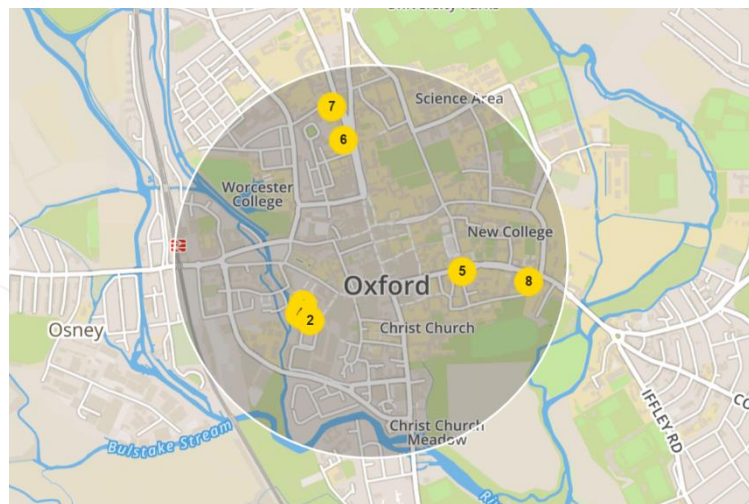 7
Science Area
6
Worcester
College
New College
5
8
Oxford
2
Osney
Christ Church
IFFLEY RD
Christ Church
Meadow
Bulstake Stream